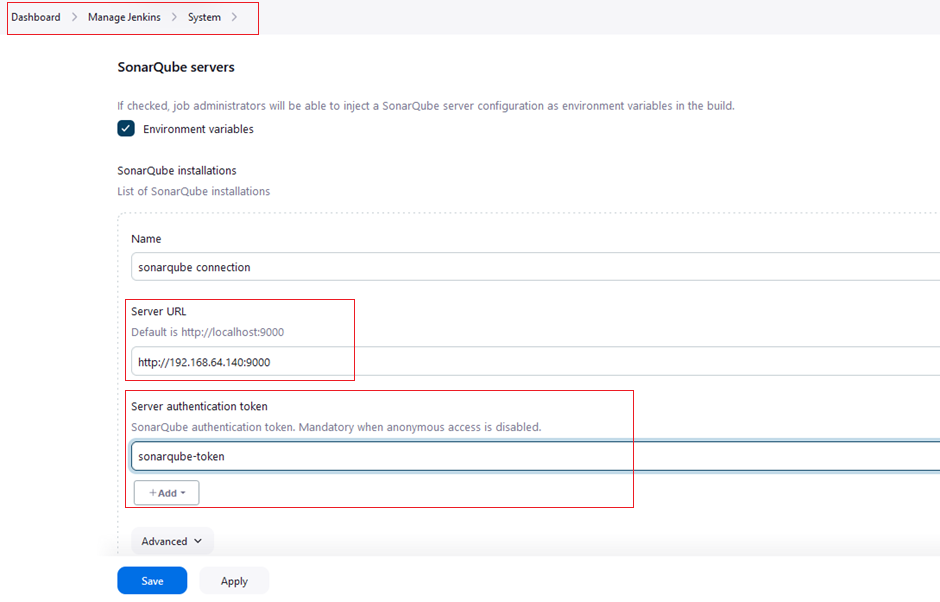 Dashboard > Manage Jenkins > System >
SonarQube servers
If checked, job administrators will be able to inject a SonarQube server configuration as environment variables in the build.
Environment variables
SonarQube installations
List of SonarQube installations
Name
sonarqube connection
Server URL
Default is http://localhost:9000
http://192.168.64.140:9000
Server authentication token
SonarQube authentication token. Mandatory when anonymous access is disabled.
sonarqube-token
+ Add
Advanced
Save Apply